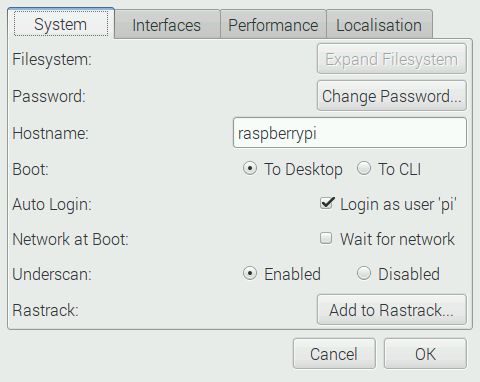 System Interfaces Performance Localisation
Filesystem: Expand Filesystem
Password: Change Password...
Hostname: raspberrypi
Boot: To Desktop To CLI
Auto Login: Login as user 'pi'
Network at Boot: Wait for network
Underscan: Enabled Disabled
Rastrack: Add to Rastrack...
Cancel OK